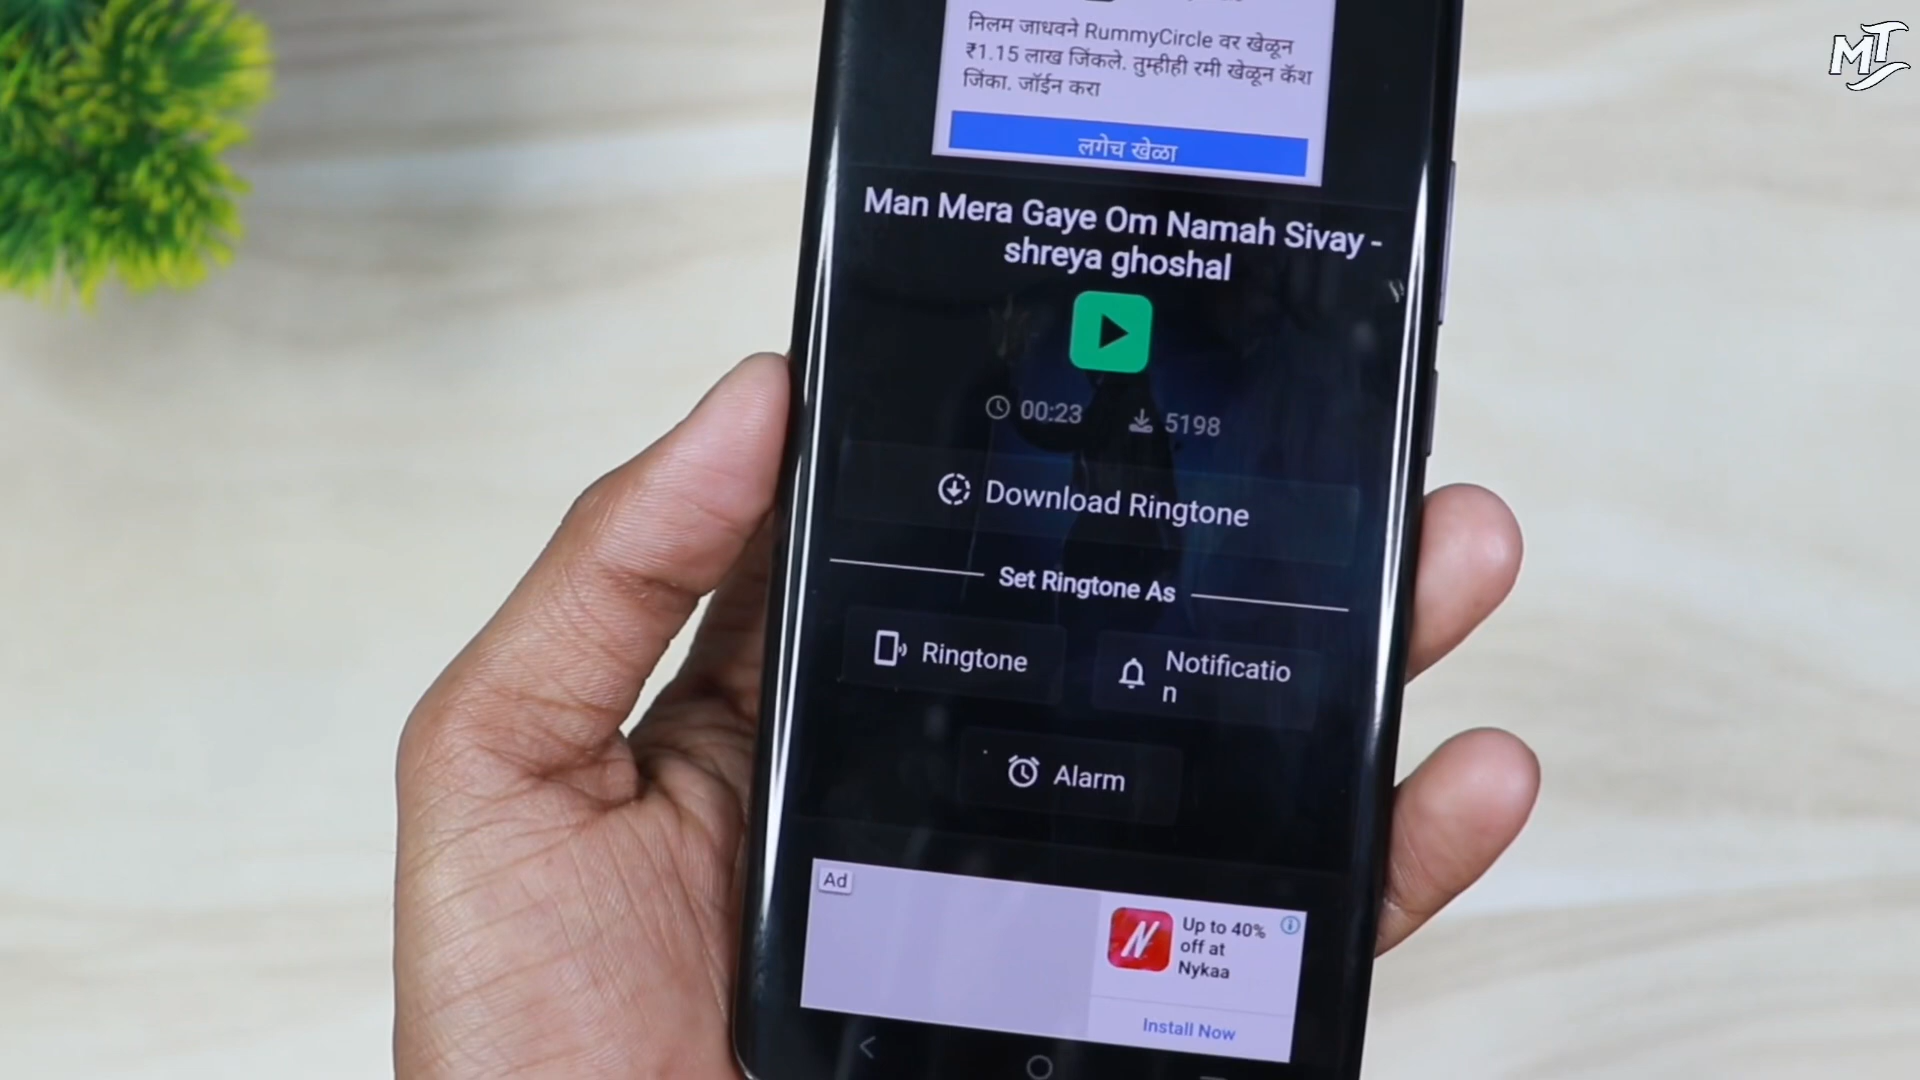 MTS
निलम जाधवने RummyCircle वर खेळून
₹1.15 लाख जिंकले. तुम्हीही रमी खेळून कॅश
जिंका. जॉईन करा
लगेच खेळा
Man Mera Gaye Om Namah Sivay -
shreya ghoshal
00:23 5198
Download Ringtone
Set Ringtone As
Ringtone
Notificatio
n
Alarm
Ad
Up to 40%
off at
Nykaa
Install Now